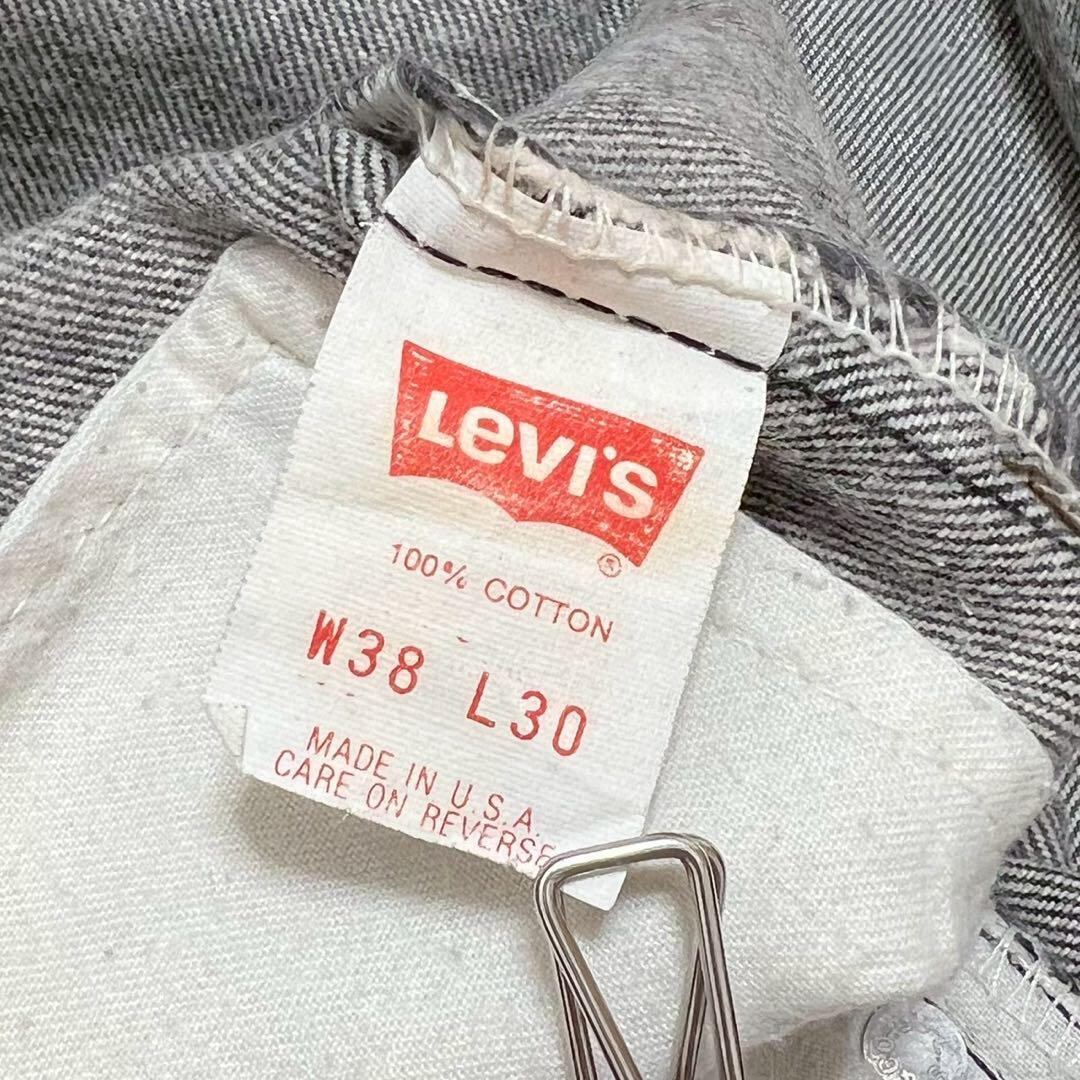 Levi's
®
100% COTTON
W38 L30
MADE IN U.S.A.
CARE ON REVERSE